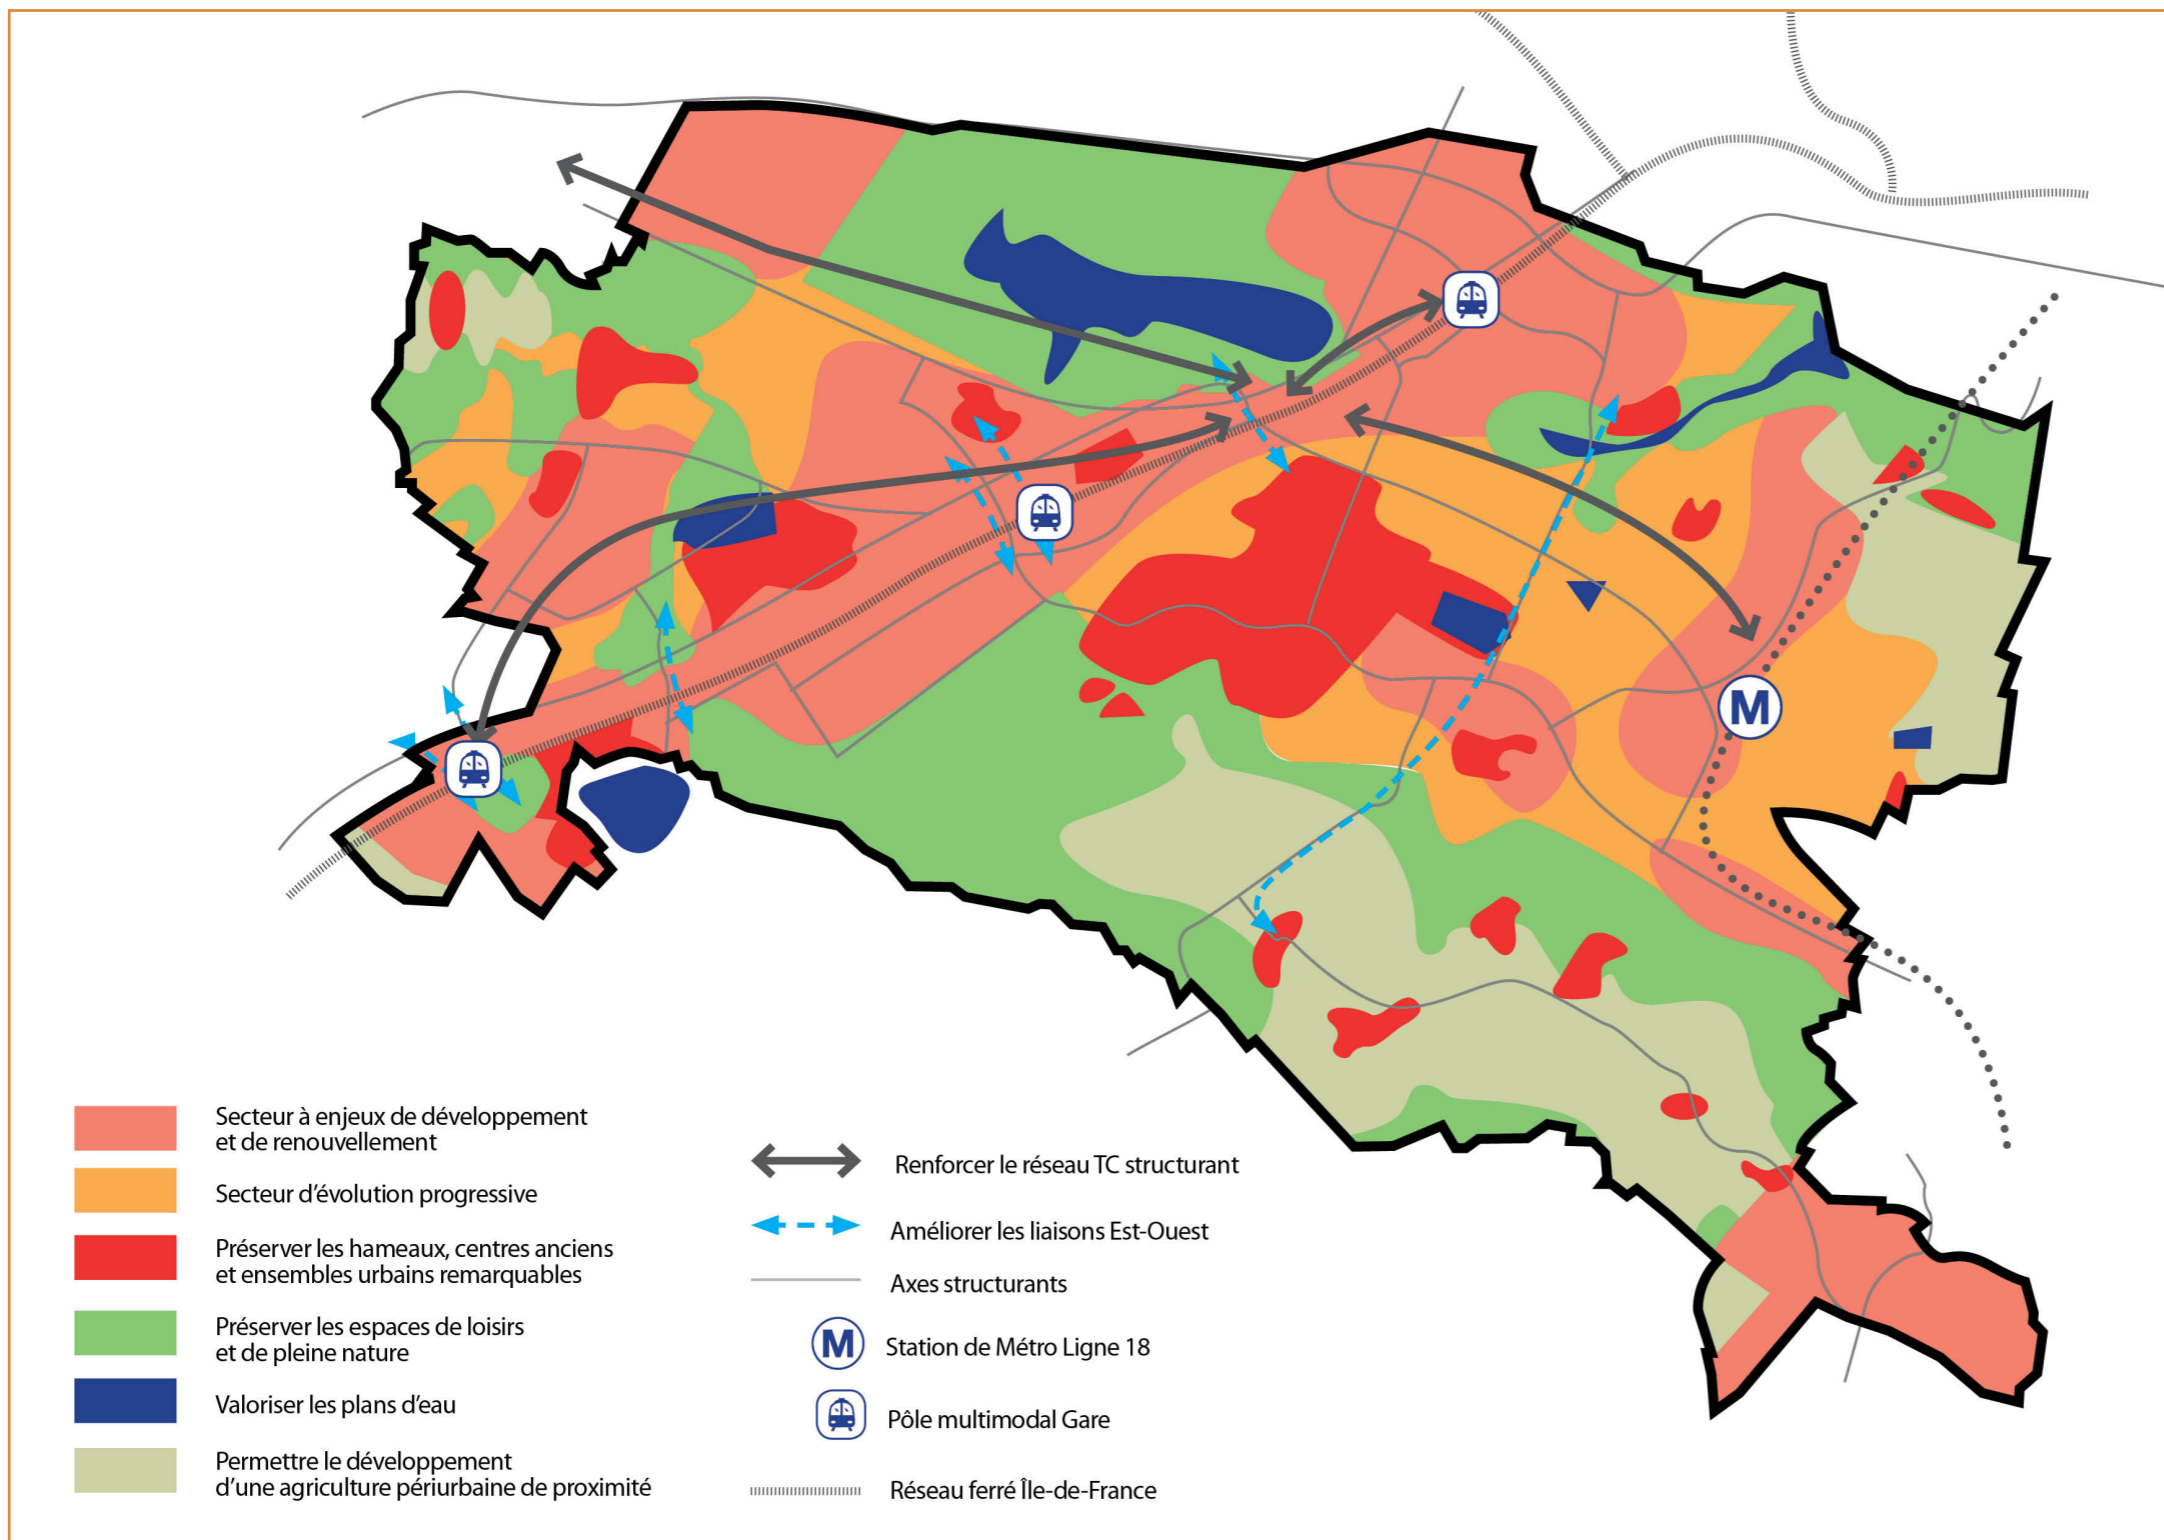 M
Secteur à enjeux de développement
et de renouvellement
Secteur d'évolution progressive
Préserver les hameaux, centres anciens
et ensembles urbains remarquables
Préserver les espaces de loisirs
et de pleine nature
Valoriser les plans d'eau
Permettre le développement
d'une agriculture périurbaine de proximité
Renforcer le réseau TC structurant
Améliorer les liaisons Est-Ouest
Axes structurants
M
Station de Métro Ligne 18
Pôle multimodal Gare
Réseau ferré Île-de-France